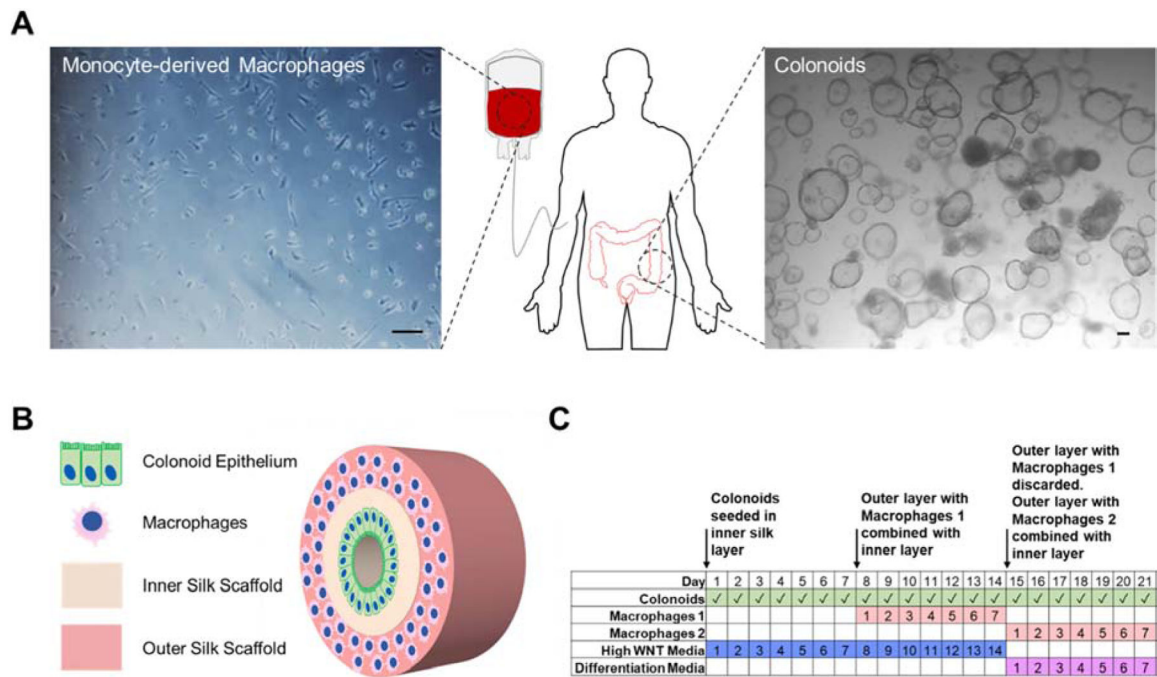 A
Monocyte-derived Macrophages
Colonoids
B
Colonoid Epithelium
Macrophages
Inner Silk Scaffold
Outer Silk Scaffold
C
Colonoids
seeded in
inner silk
layer
Outer layer with
Macrophages 1
combined with
inner layer
Outer layer with
Macrophages 1
discarded.
Outer layer with
Macrophages 2
combined with
inner layer
Day 1 2 3 4 5 6 7 8 9 10 11 12 13 14 15 16 17 18 19 20 21
Colonoids ✓ ✓ ✓ ✓ ✓ ✓ ✓ ✓ ✓ ✓ ✓ ✓ ✓ ✓ ✓ ✓ ✓ ✓ ✓ ✓ ✓
Macrophages 1 1 2 3 4 5 6 7
Macrophages 2 1 2 3 4 5 6 7
High WNT Media 1 2 3 4 5 6 7 8 9 10 11 12 13 14
Differentiation Media 1 2 3 4 5 6 7